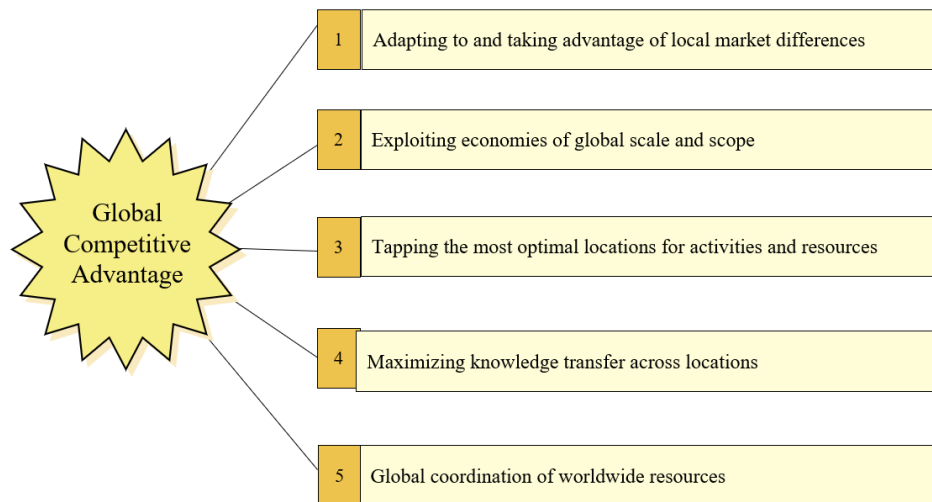 Global
Competitive
Advantage
1
Adapting to and taking advantage of local market differences
2
Exploiting economies of global scale and scope
3
Tapping the most optimal locations for activities and resources
4
Maximizing knowledge transfer across locations
5
Global coordination of worldwide resources